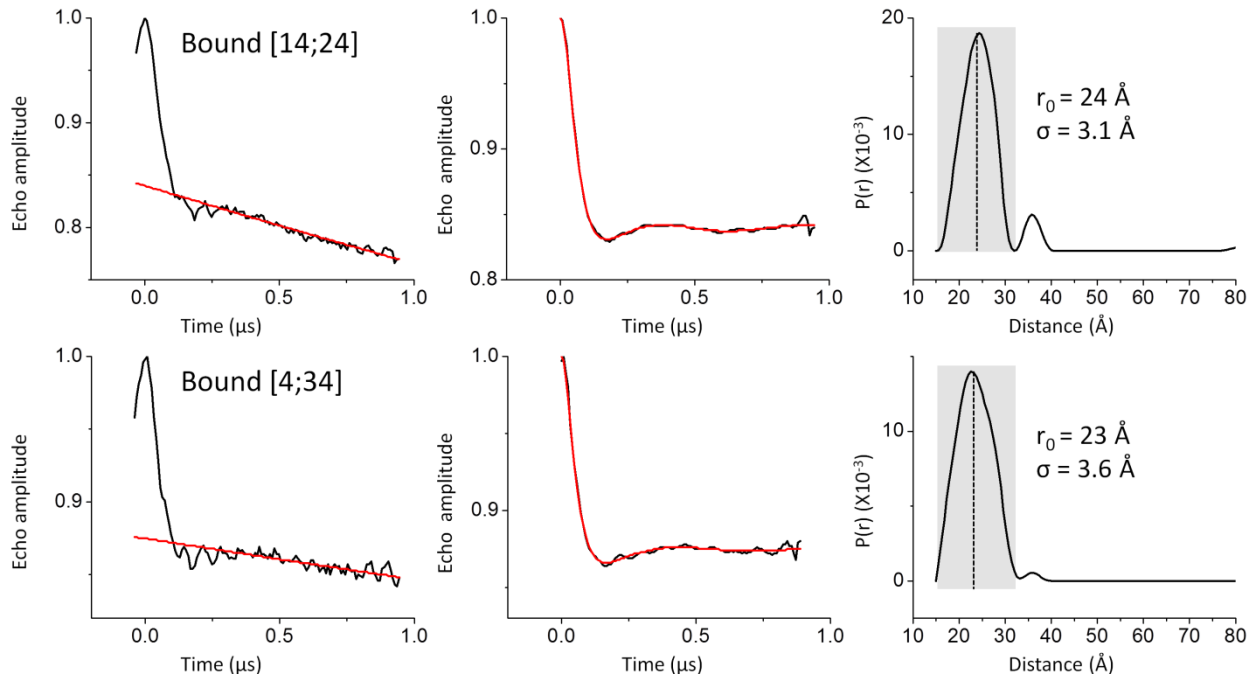 1.0
0.9
0.8
Echo amplitude
Bound [14;24]
0.0
0.5
1.0
Time (μs)
1.0
0.9
0.8
Echo amplitude
0.0
0.5
1.0
Time (μs)
20
10
0
P(r) (X10⁻³)
r₀ = 24 Å
σ = 3.1 Å
10 20 30 40 50 60 70 80
Distance (Å)
1.0
0.9
Echo amplitude
Bound [4;34]
0.0
0.5
1.0
Time (μs)
1.0
0.9
Echo amplitude
0.0
0.5
1.0
Time (μs)
10
0
P(r) (X10⁻³)
r₀ = 23 Å
σ = 3.6 Å
10 20 30 40 50 60 70 80
Distance (Å)